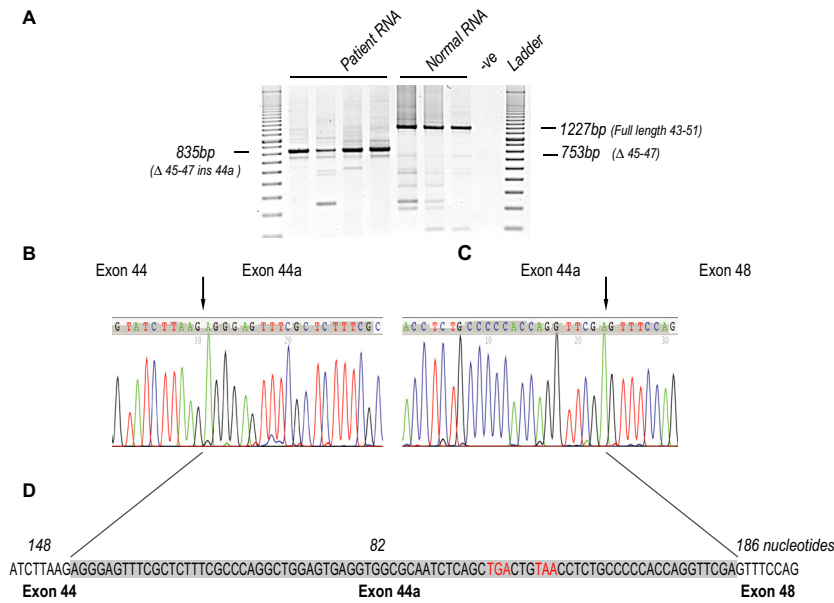 A
Patient RNA
Normal RNA
-ve
Ladder
835bp
(Δ 45-47 ins 44a)
1227bp (Full length 43-51)
753bp (Δ 45-47)
B
Exon 44
Exon 44a
G T A T C T T A A G A G G G A G T T T C G C T C T T T C G C
10
20
C
Exon 44a
Exon 48
A C C T C T G C C C C C A C C A G G T T C G A G T T T C C A G
10
20
30
D
148
82
186 nucleotides
ATCTTAAGAGGGAGTTTCGCTCTTTCGCCCAGGCTGGAGTGAGGTGGCGCAATCTCAGCTGACTGTAACCTCTGCCCCCACCAGGTTCGAGTTTCCAG
Exon 44
Exon 44a
Exon 48